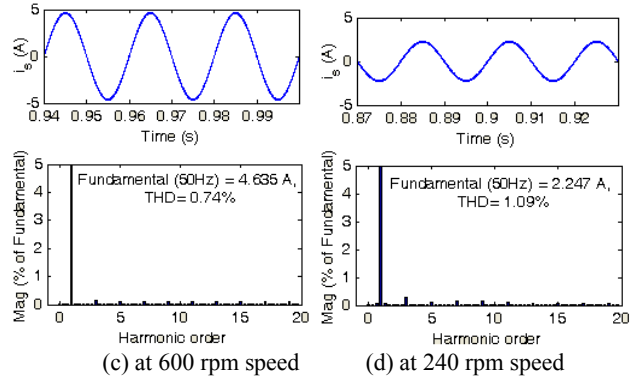 5
0
-5
i_s (A)
0.94 0.95 0.96 0.97 0.98 0.99
Time (s)
5
0
-5
i_s (A)
0.87 0.88 0.89 0.9 0.91 0.92
Time (s)
5
4
3
2
1
0
Mag (% of Fundamental)
Fundamental (50Hz) = 4.635 A,
THD= 0.74%
0 5 10 15 20
Harmonic order
5
4
3
2
1
0
Mag (% of Fundamental)
Fundamental (50Hz) = 2.247 A,
THD= 1.09%
0 5 10 15 20
Harmonic order
(c) at 600 rpm speed
(d) at 240 rpm speed